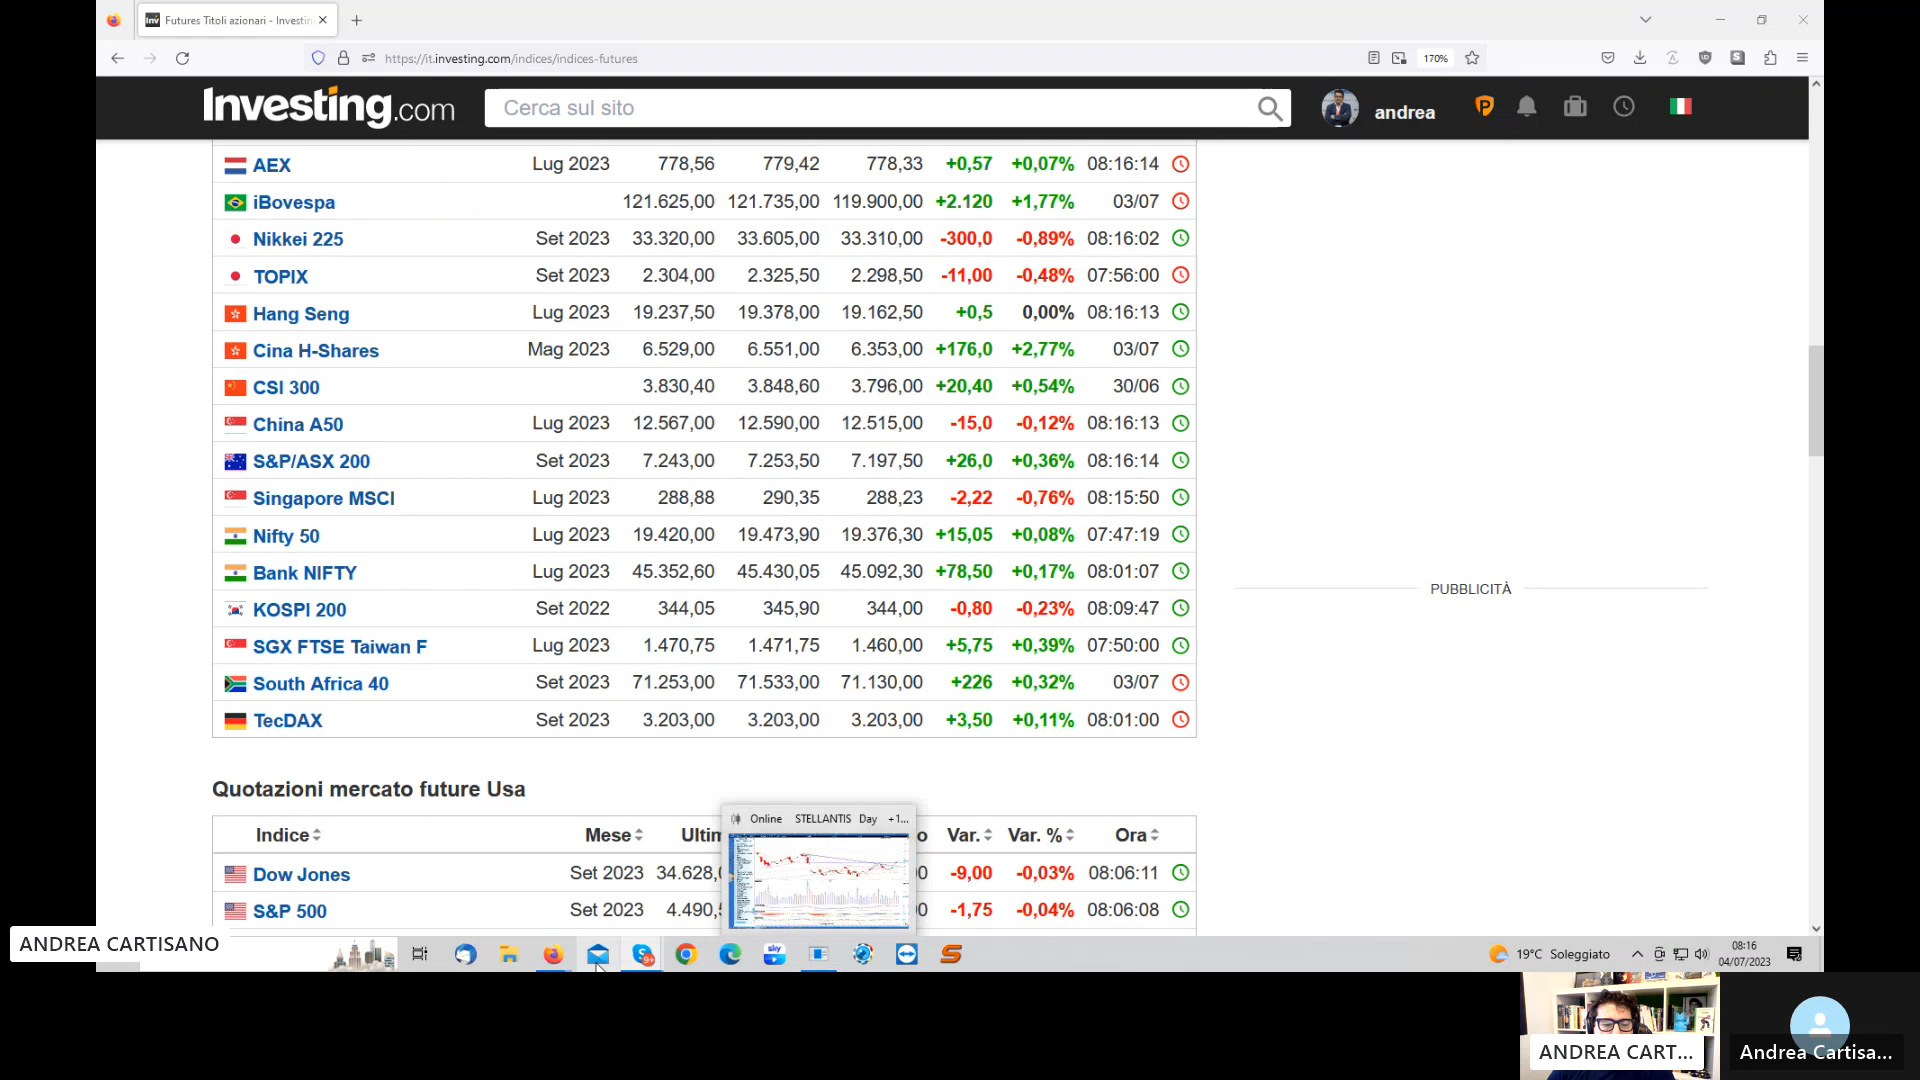 Futures Titoli azionari - Investin
https://it.investing.com/indices/indices-futures
170%
Investing.com
Cerca sul sito
andrea
AEX Lug 2023 778,56 779,42 778,33 +0,57 +0,07% 08:16:14
iBovespa 121.625,00 121.735,00 119.900,00 +2.120 +1,77% 03/07
Nikkei 225 Set 2023 33.320,00 33.605,00 33.310,00 -300,0 -0,89% 08:16:02
TOPIX Set 2023 2.304,00 2.325,50 2.298,50 -11,00 -0,48% 07:56:00
Hang Seng Lug 2023 19.237,50 19.378,00 19.162,50 +0,5 0,00% 08:16:13
Cina H-Shares Mag 2023 6.529,00 6.551,00 6.353,00 +176,0 +2,77% 03/07
CSI 300 3.830,40 3.848,60 3.796,00 +20,40 +0,54% 30/06
China A50 Lug 2023 12.567,00 12.590,00 12.515,00 -15,0 -0,12% 08:16:13
S&P/ASX 200 Set 2023 7.243,00 7.253,50 7.197,50 +26,0 +0,36% 08:16:14
Singapore MSCI Lug 2023 288,88 290,35 288,23 -2,22 -0,76% 08:15:50
Nifty 50 Lug 2023 19.420,00 19.473,90 19.376,30 +15,05 +0,08% 07:47:19
Bank NIFTY Lug 2023 45.352,60 45.430,05 45.092,30 +78,50 +0,17% 08:01:07
KOSPI 200 Set 2022 344,05 345,90 344,00 -0,80 -0,23% 08:09:47
SGX FTSE Taiwan F Lug 2023 1.470,75 1.471,75 1.460,00 +5,75 +0,39% 07:50:00
South Africa 40 Set 2023 71.253,00 71.533,00 71.130,00 +226 +0,32% 03/07
TecDAX Set 2023 3.203,00 3.203,00 3.203,00 +3,50 +0,11% 08:01:00
PUBBLICITÀ
Quotazioni mercato future Usa
Online STELLANTIS Day +1...
Indice Mese Ultim o Var. Var. % Ora
Dow Jones Set 2023 34.628,0 00 -9,00 -0,03% 08:06:11
S&P 500 Set 2023 4.490,5 00 -1,75 -0,04% 08:06:08
ANDREA CARTISANO
sky
9+
19°C Soleggiato
08:16
04/07/2023
ANDREA CART...
Andrea Cartisa...